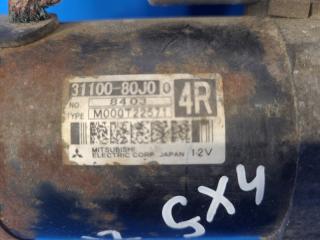 31100-80J0 0
4R
NO. 8403
TYPE M000T22571
MITSUBISHI
ELECTRIC CORP. JAPAN 12V
SX4